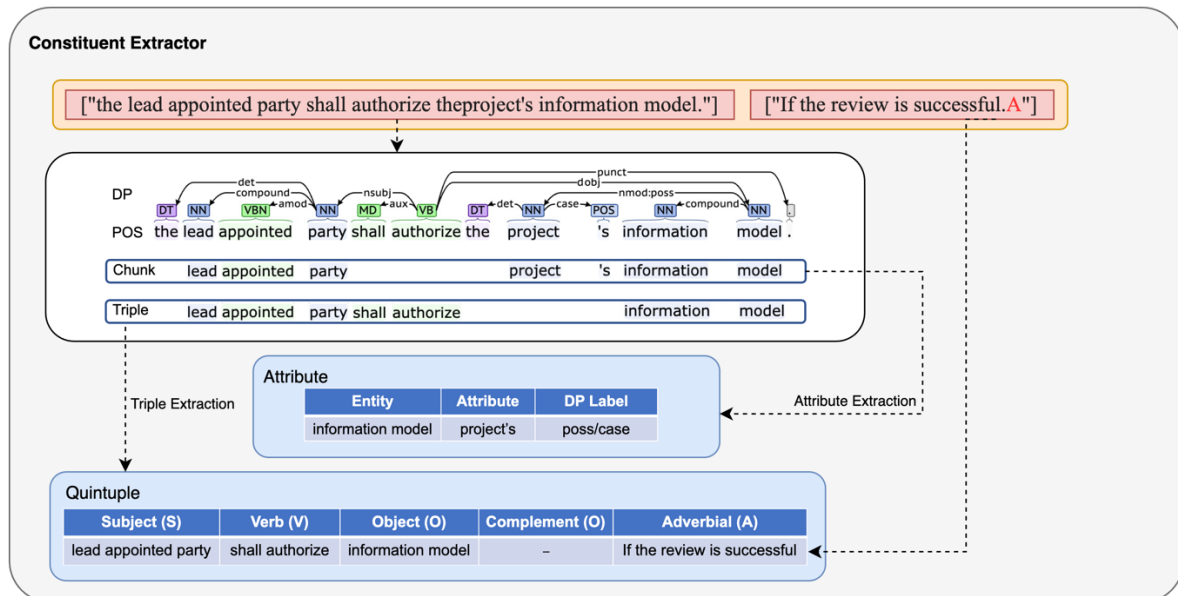 Constituent Extractor
["the lead appointed party shall authorize theproject's information model."] ["If the review is successful.A"]
punct
dobj
det nmod:poss
DP compound nsubj
amod aux det case compound
DT NN VBN NN MD VB DT NN POS NN NN .
POS the lead appointed party shall authorize the project 's information model .
Chunk lead appointed party project 's information model
Triple lead appointed party shall authorize information model
Attribute
Triple Extraction Attribute Extraction
Entity Attribute DP Label
information model project's poss/case
Quintuple
Subject (S) Verb (V) Object (O) Complement (O) Adverbial (A)
lead appointed party shall authorize information model – If the review is successful